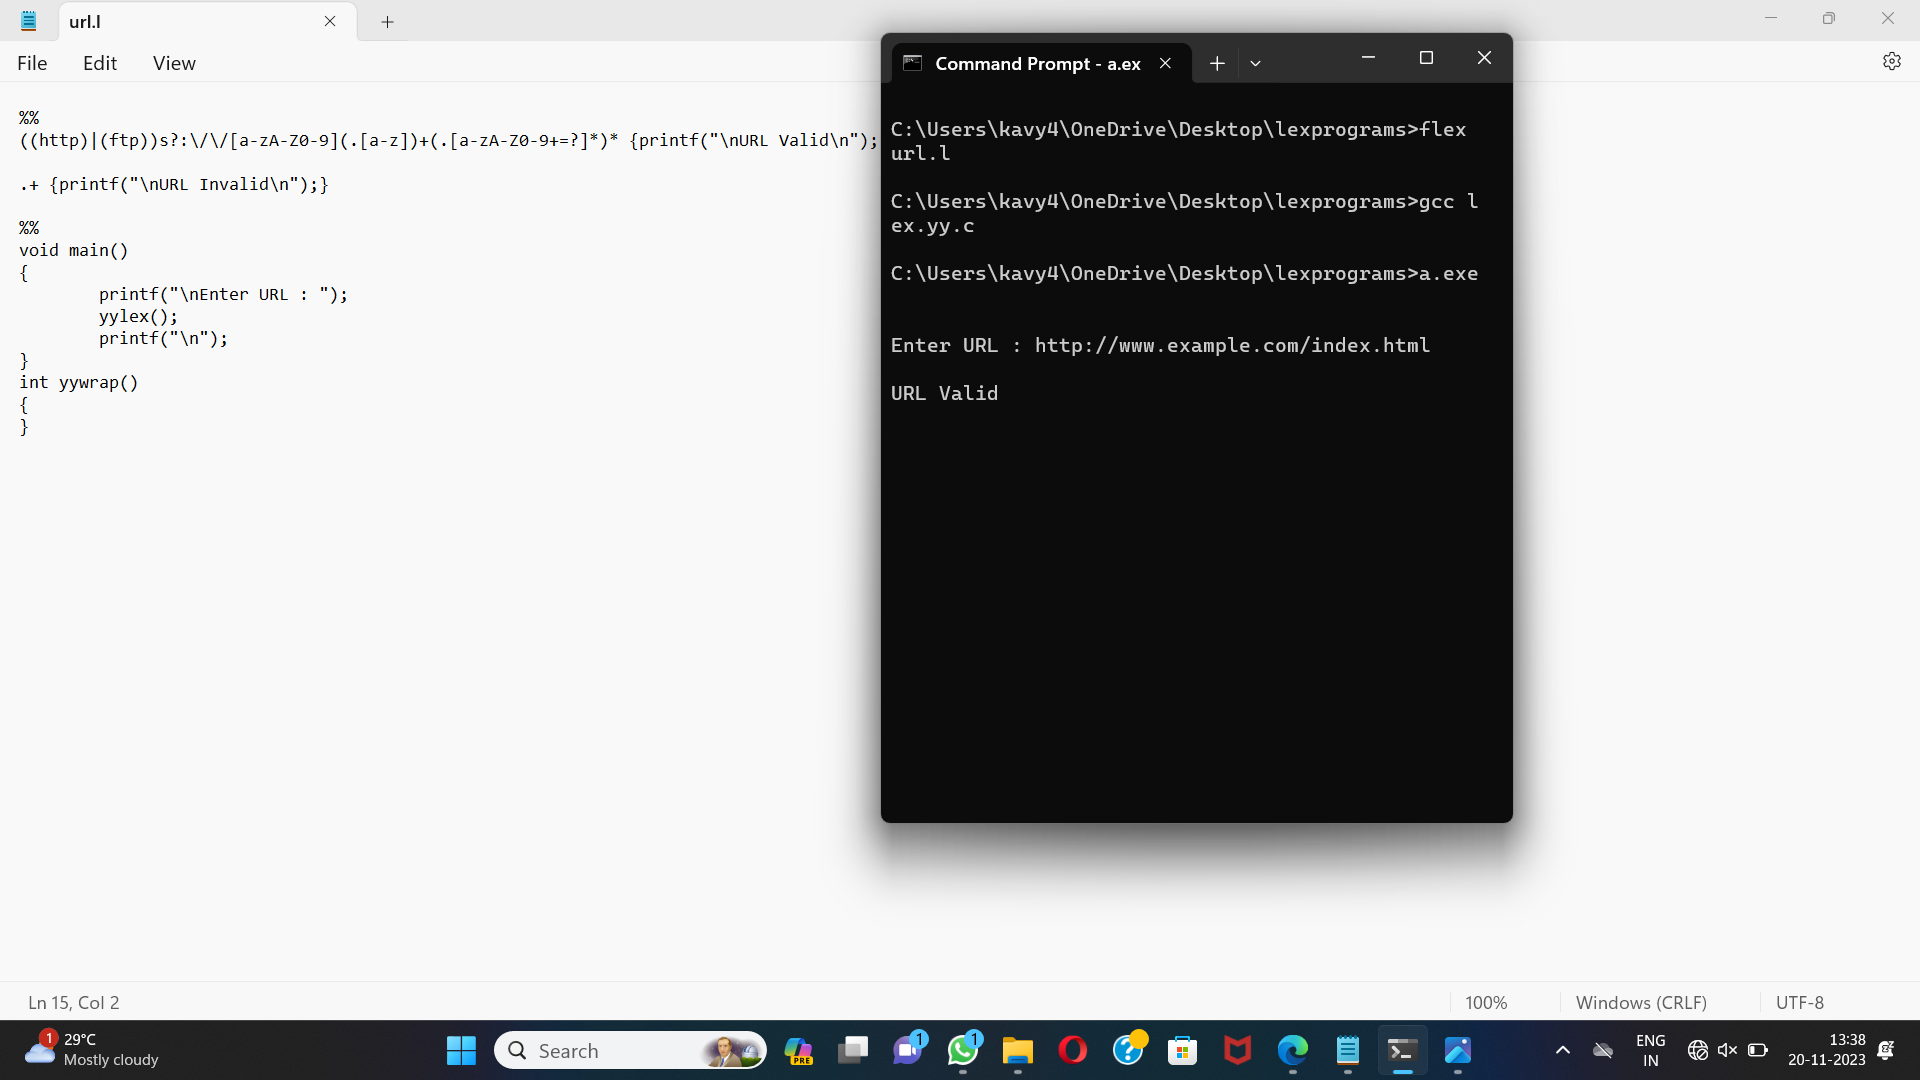 url.l
File Edit View
%%
((http)|(ftp))s?:\/\/[a-zA-Z0-9](.[a-z])+(.[a-zA-Z0-9+=?]*)* {printf("\nURL Valid\n");
.+ {printf("\nURL Invalid\n");}
%%
void main()
{
printf("\nEnter URL : ");
yylex();
printf("\n");
}
int yywrap()
{
}
Command Prompt - a.ex
C:\Users\kavy4\OneDrive\Desktop\lexprograms>flex
url.l
C:\Users\kavy4\OneDrive\Desktop\lexprograms>gcc l
ex.yy.c
C:\Users\kavy4\OneDrive\Desktop\lexprograms>a.exe
Enter URL : http://www.example.com/index.html
URL Valid
Ln 15, Col 2
100%
Windows (CRLF)
UTF-8
1
29°C
Mostly cloudy
Search
PRE
1
1
ENG
IN
13:38
20-11-2023